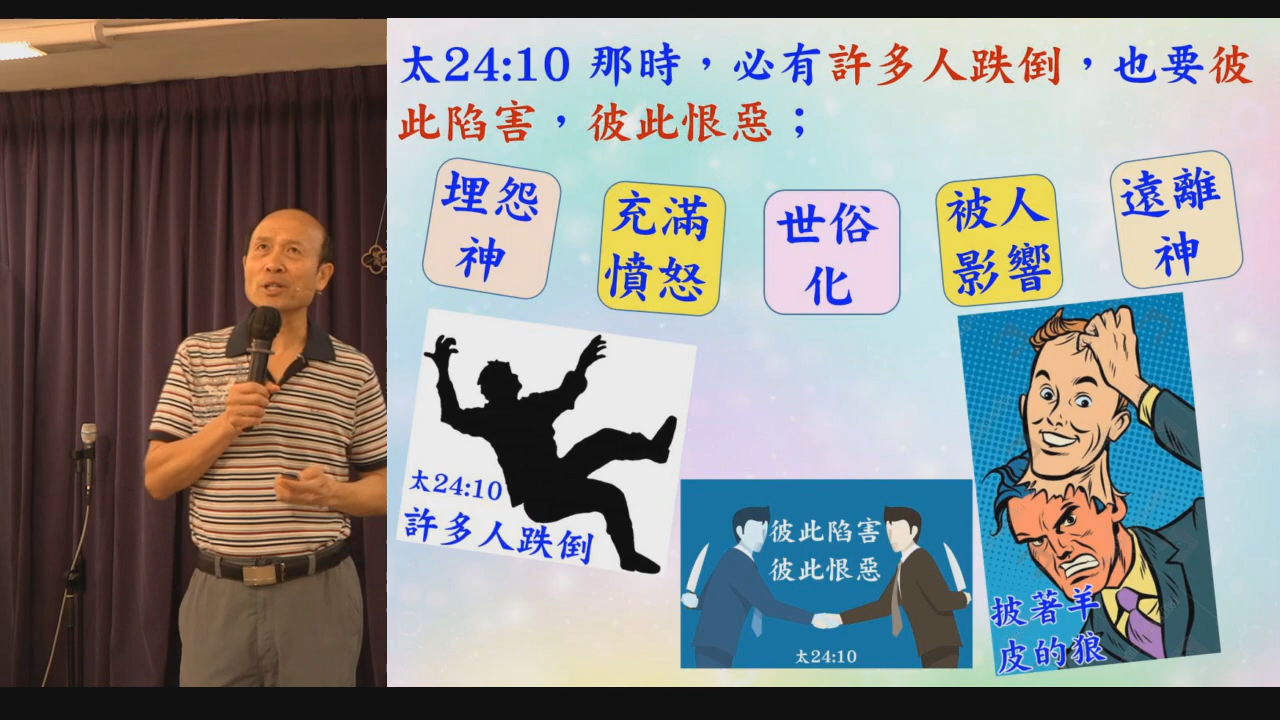 太24:10 那時，必有許多人跌倒，也要彼
此陷害，彼此恨惡；
埋怨
神
充滿
憤怒
世俗
化
被人
影響
遠離
神
太24:10
許多人跌倒
彼此陷害
彼此恨惡
太24:10
披著羊
皮的狼